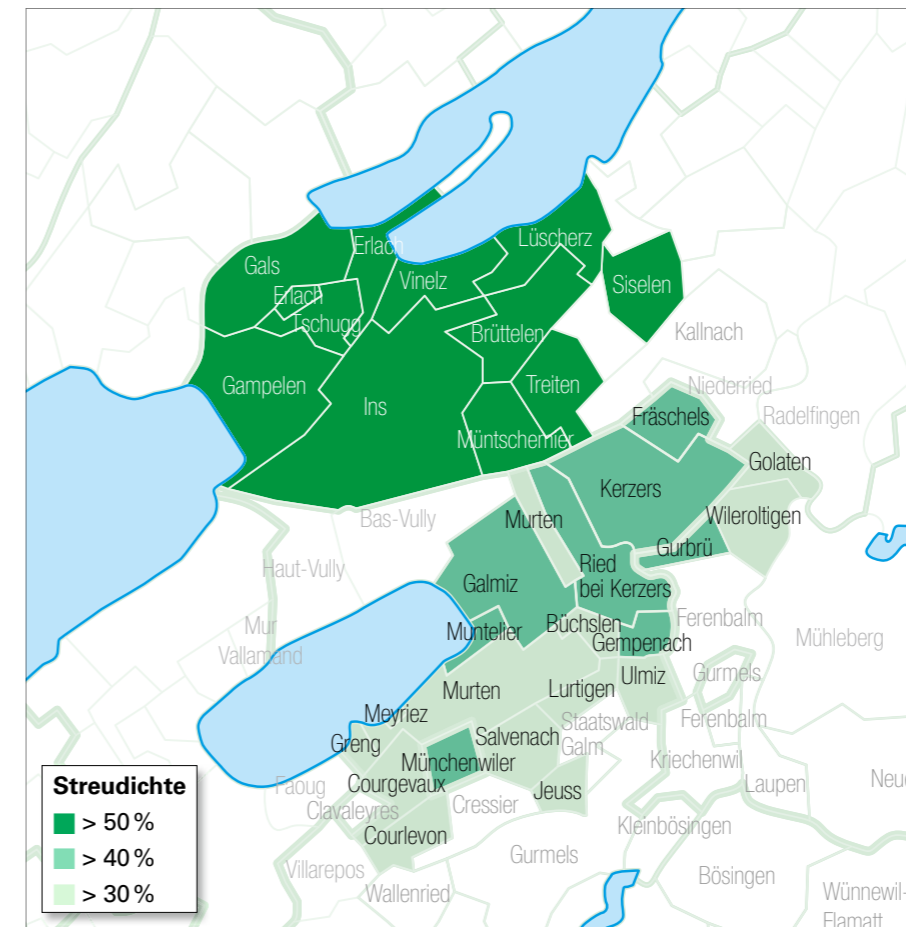 Lüscherz
Erlach
Gals
Vinelz
Siselen
Erlach
Tschugg
Brüttelen
Kallnach
Gampelen
Treiten
Niederried
Ins
Fräschels
Radelfingen
Müntschemier
Golaten
Kerzers
Bas-Vully
Murten
Wileroltigen
Gurbrü
Haut-Vully
Galmiz
Ried
bei Kerzers
Mur
Vallamand
Muntelier
Büchslen
Gempenach
Ferenbalm
Mühleberg
Ulmiz
Gurmels
Murten
Lurtigen
Meyriez
Staatswald
Galm
Ferenbalm
Greng
Salvenach
Münchenwiler
Kriechenwil
Faoug
Courgevaux
Jeuss
Laupen
Neue
Clavaleyres
Cressier
Courlevon
Kleinbösingen
Gurmels
Villarepos
Bösingen
Wallenried
Wünnewil-
Flamatt
Streudichte
> 50 %
> 40 %
> 30 %